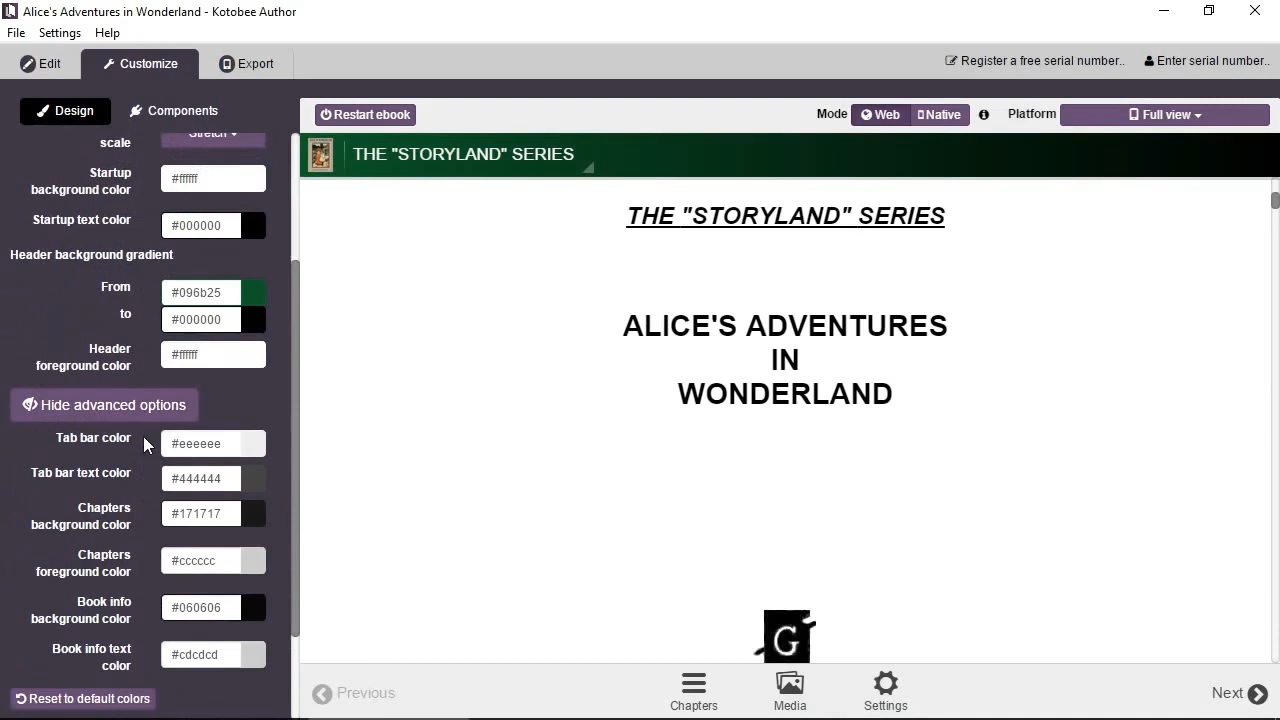 Alice's Adventures in Wonderland - Kotobee Author
File Settings Help
Edit Customize Export
Register a free serial number.. Enter serial number..
Design Components
Restart ebook
Mode Web Native Platform Full view
scale Stretch
Startup
background color #ffffff
Startup text color #000000
Header background gradient
From #096b25
to #000000
Header
foreground color #ffffff
Hide advanced options
Tab bar color #eeeeee
Tab bar text color #444444
Chapters
background color #171717
Chapters
foreground color #cccccc
Book info
background color #060606
Book info text
color #cdcdcd
Reset to default colors
THE "STORYLAND" SERIES
THE "STORYLAND" SERIES
ALICE'S ADVENTURES
IN
WONDERLAND
G
Previous Chapters Media Settings Next